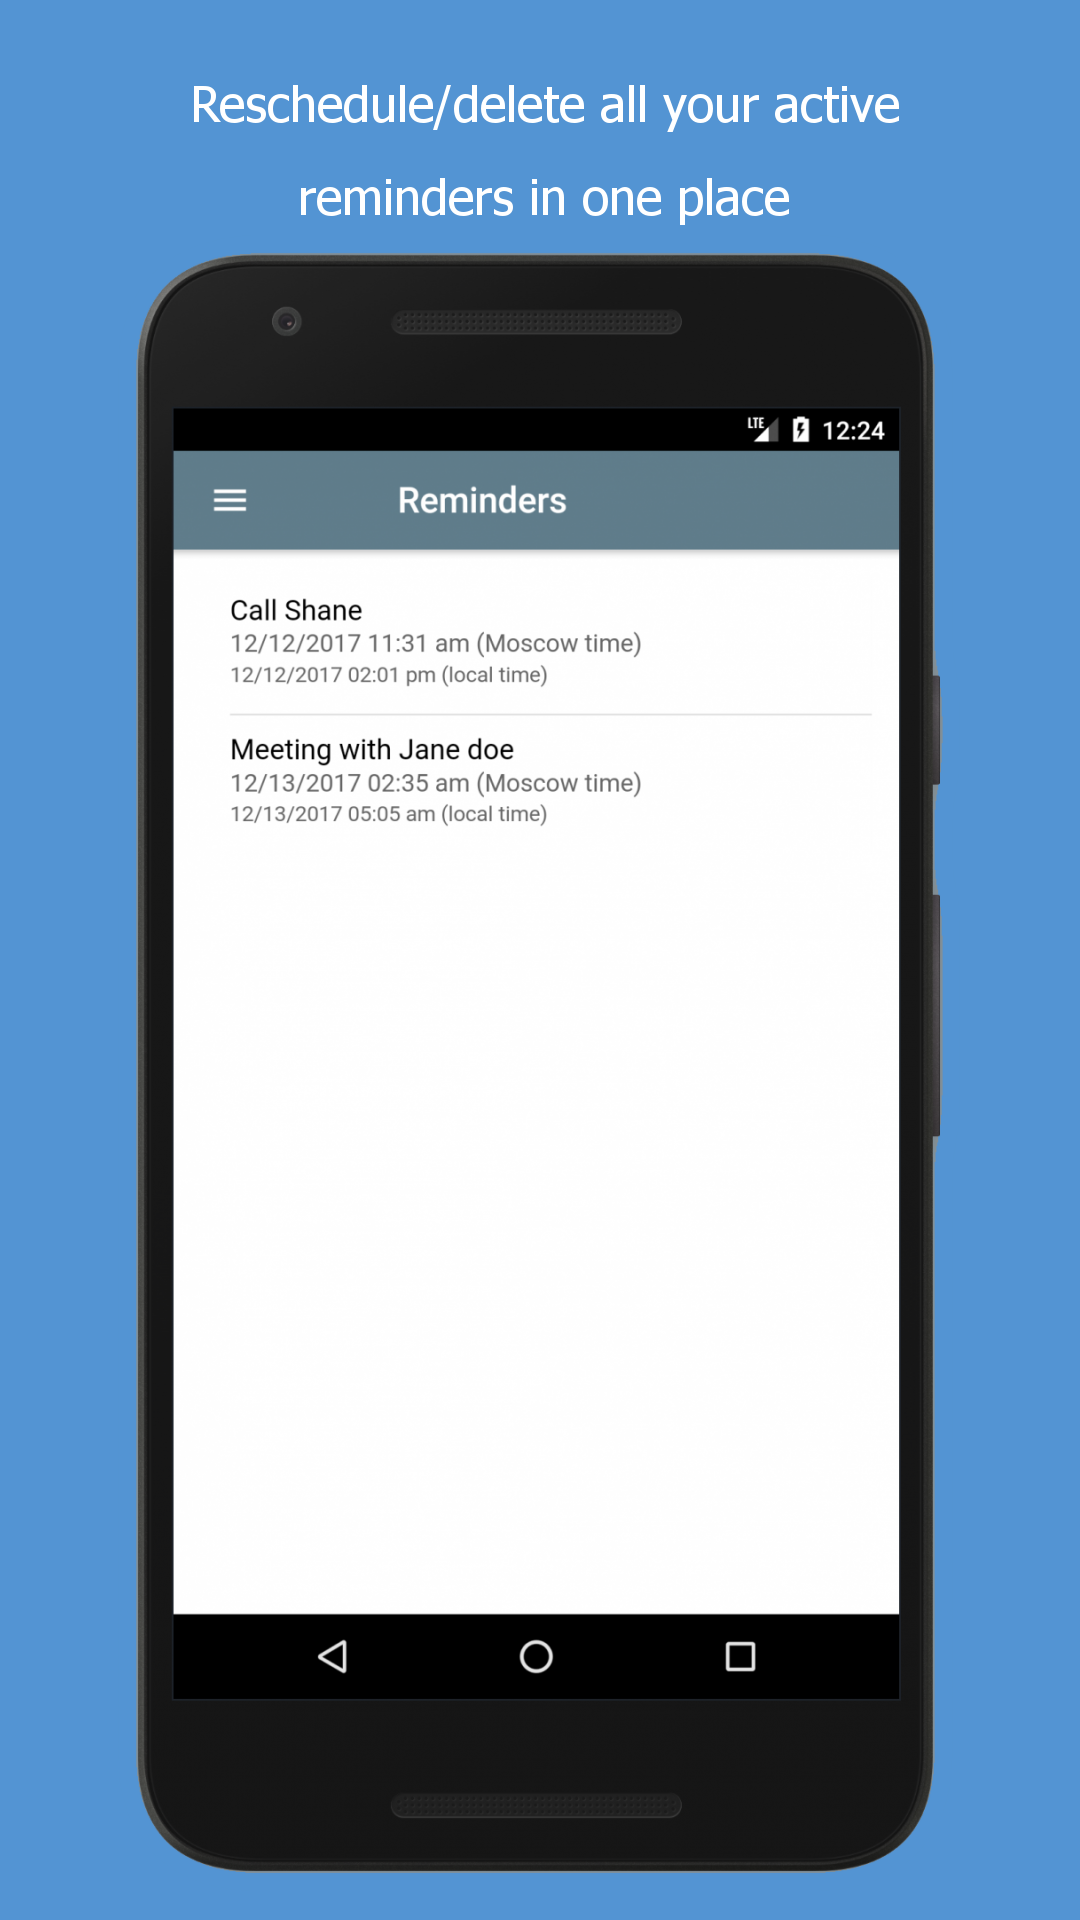 Reschedule/delete all your active
reminders in one place
LTE
12:24
Reminders
Call Shane
12/12/2017 11:31 am (Moscow time)
12/12/2017 02:01 pm (local time)
Meeting with Jane doe
12/13/2017 02:35 am (Moscow time)
12/13/2017 05:05 am (local time)